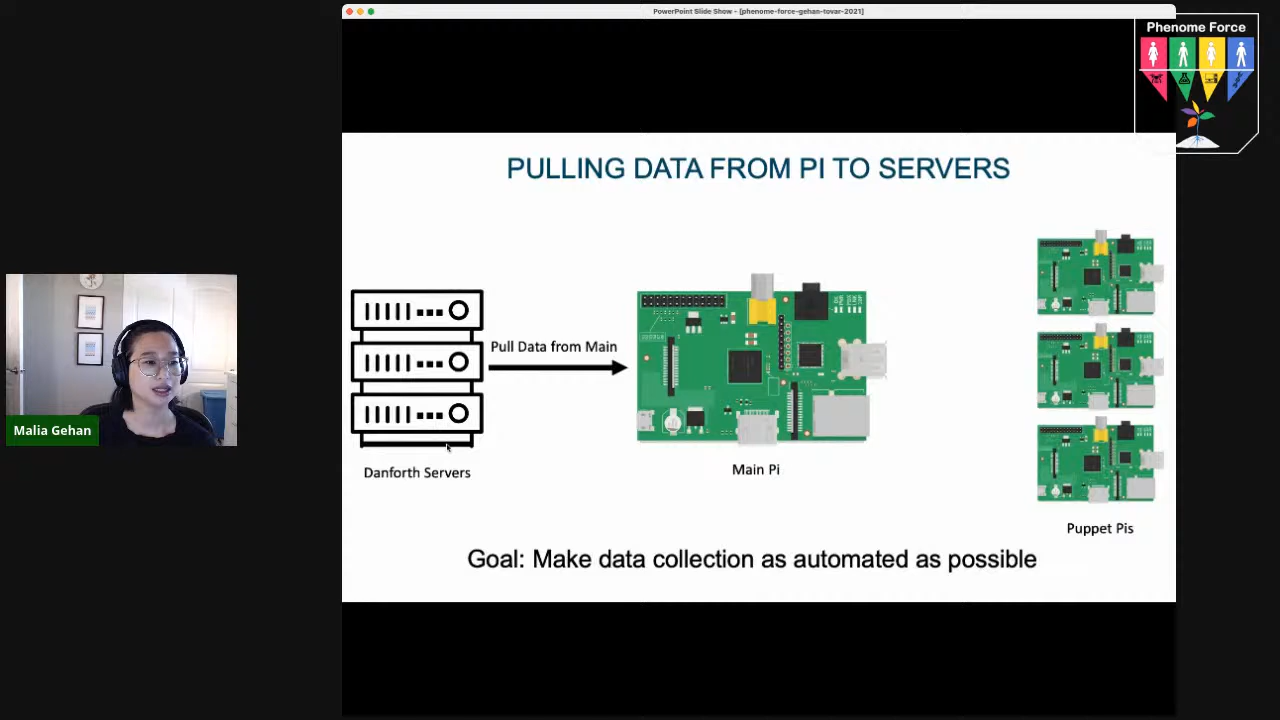 PowerPoint Slide Show - [phenome-force-gehan-tovar-2021]
Phenome Force
PULLING DATA FROM PI TO SERVERS
Pull Data from Main
Malia Gehan
Danforth Servers
Main Pi
Puppet Pis
Goal: Make data collection as automated as possible